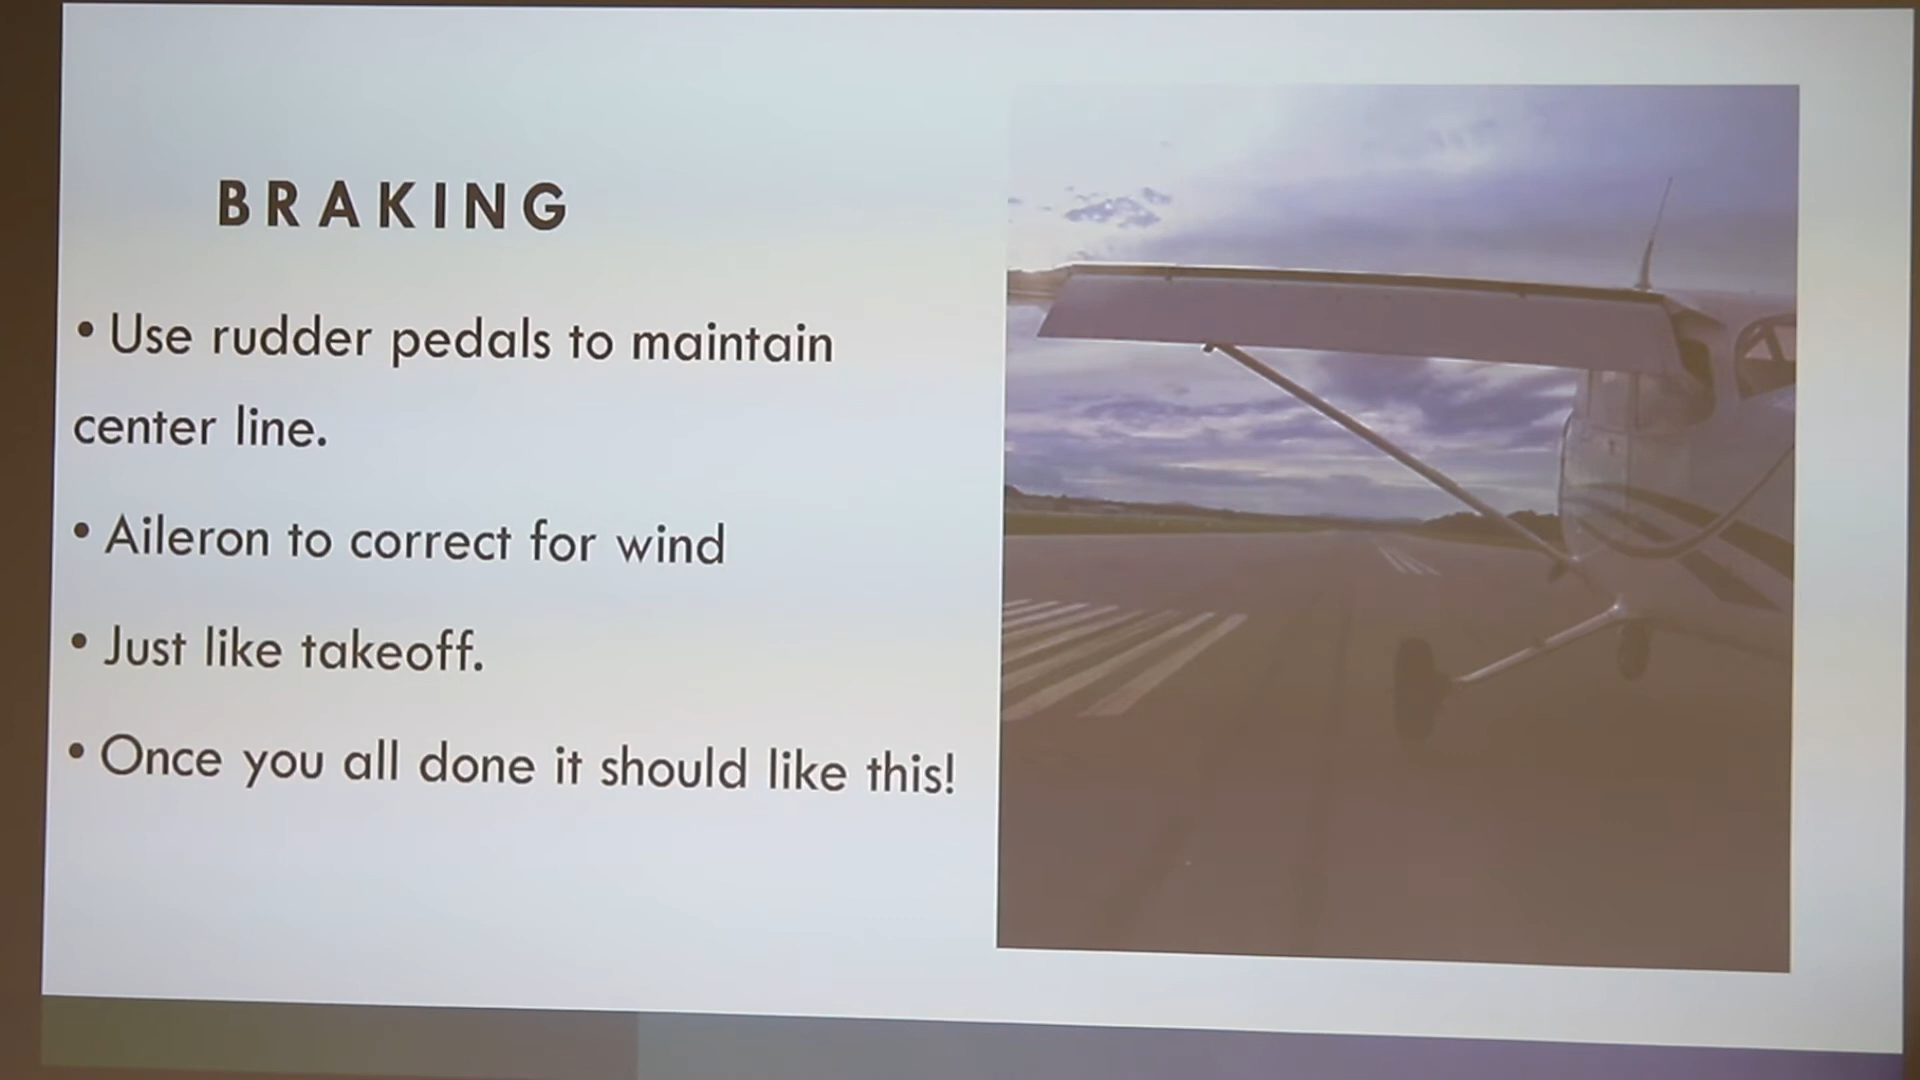 BRAKING
• Use rudder pedals to maintain
center line.
• Aileron to correct for wind
• Just like takeoff.
• Once you all done it should like this!